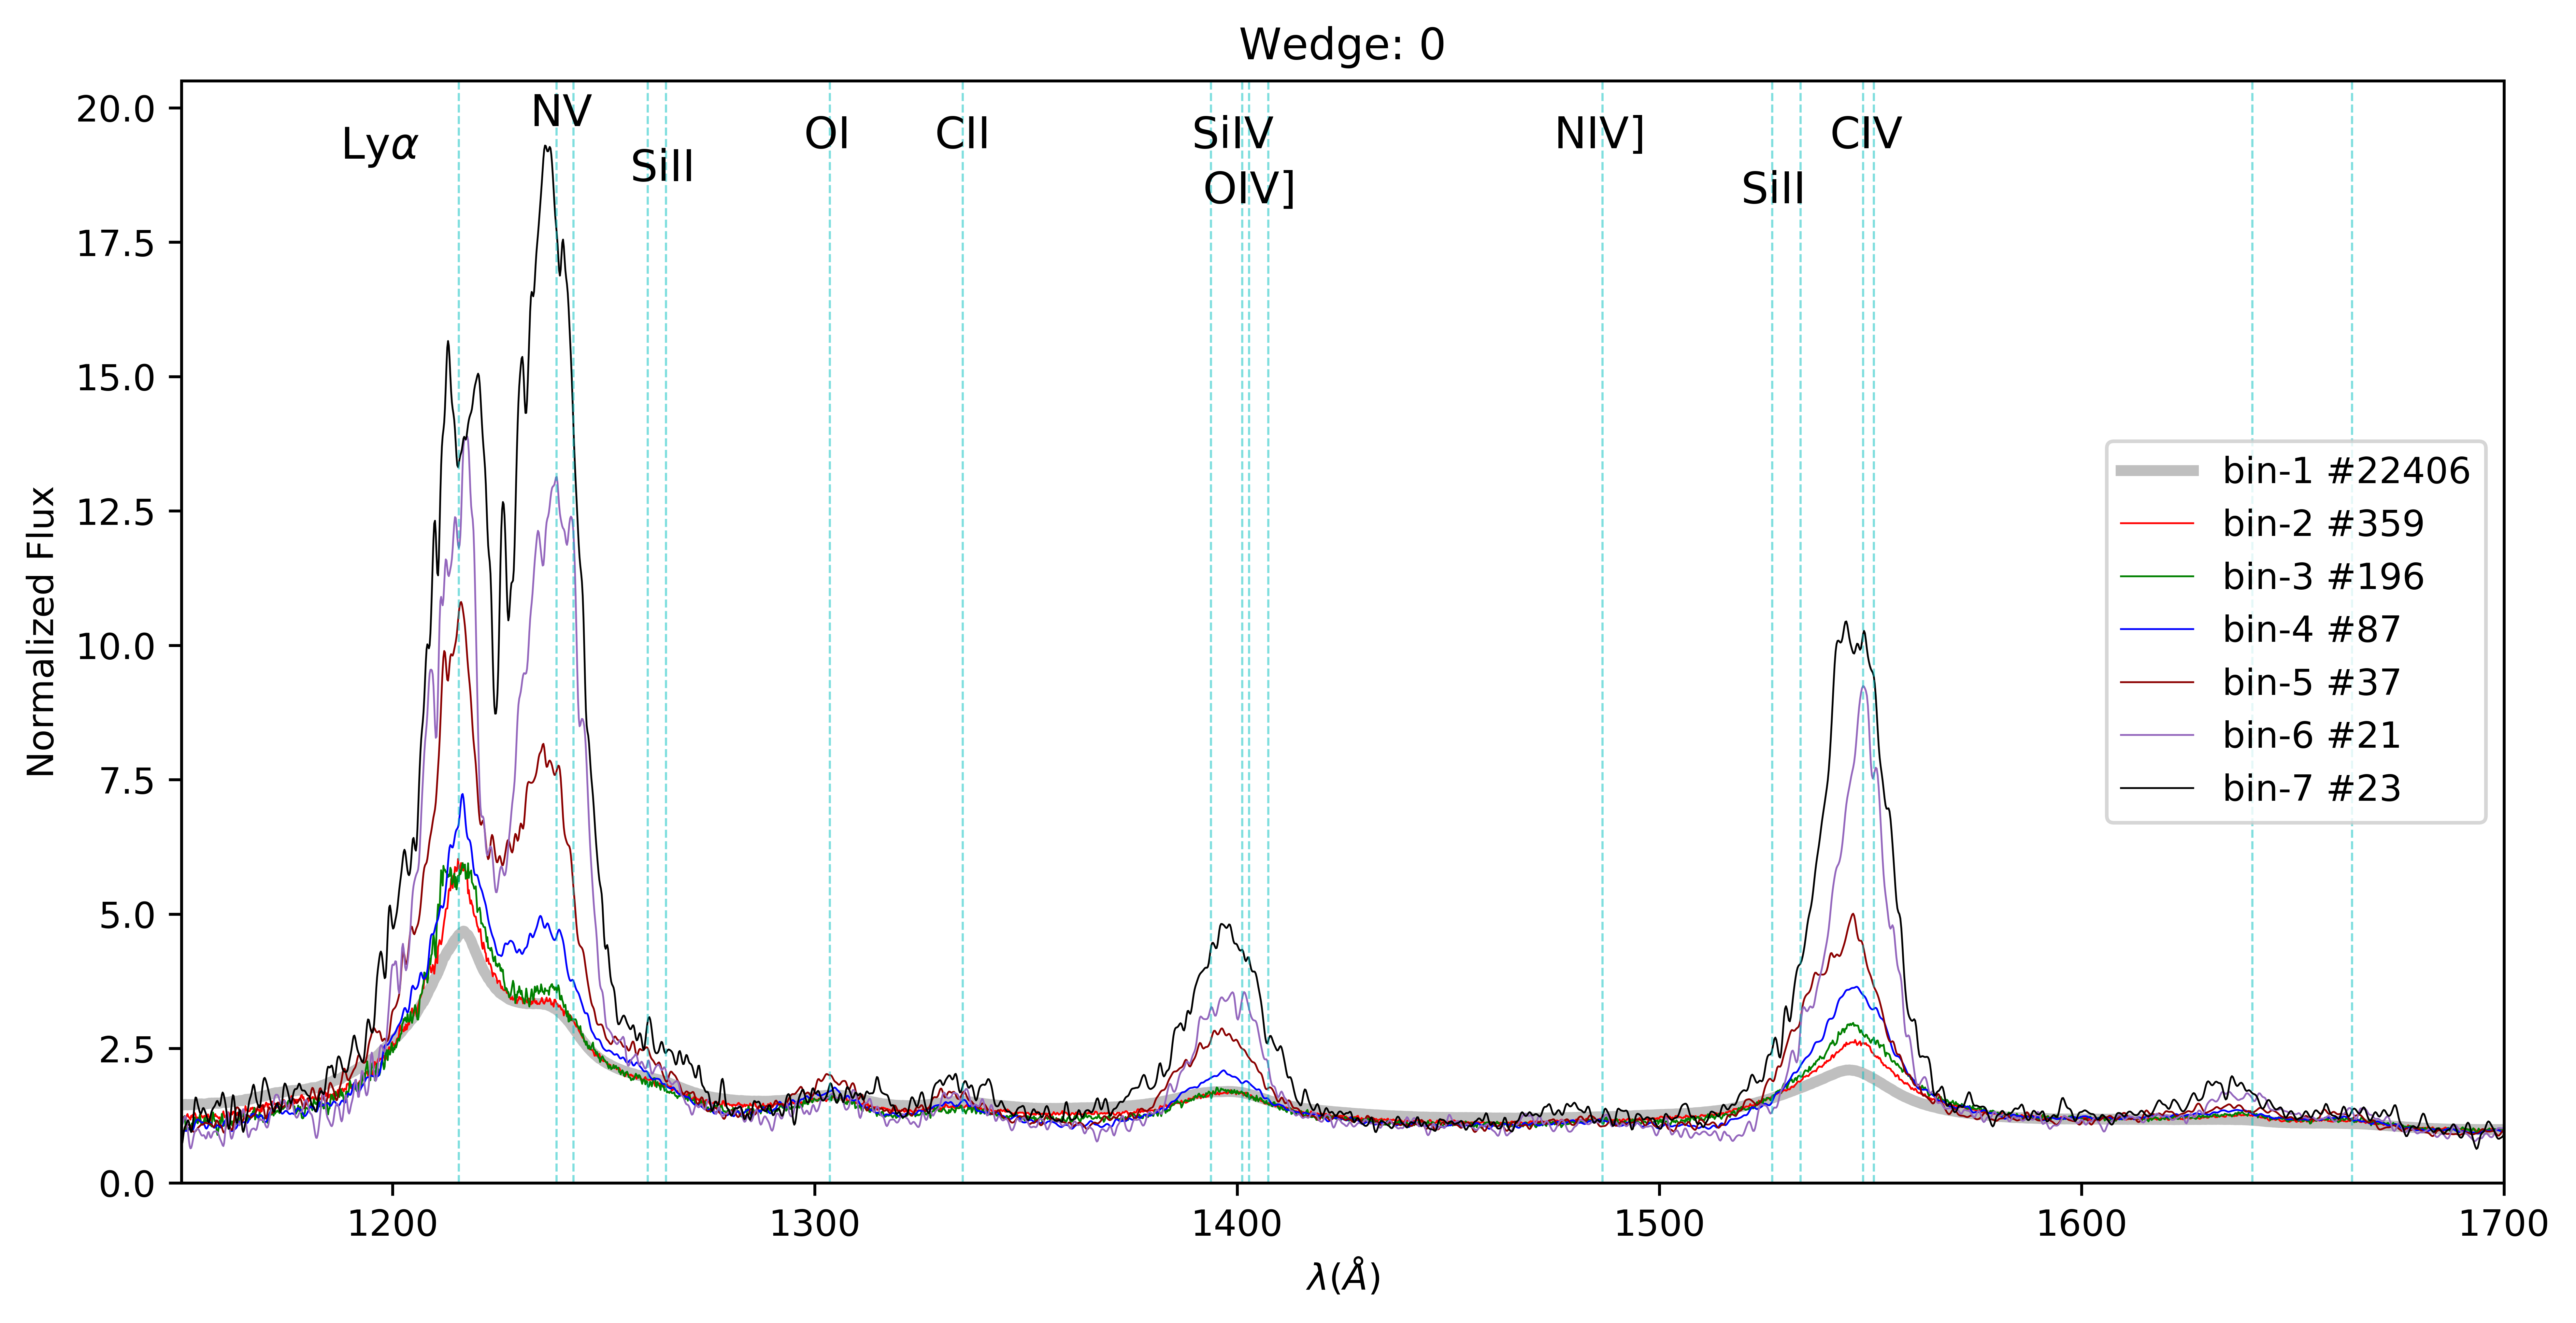 Wedge: 0
20.0
17.5
15.0
12.5
10.0
7.5
5.0
2.5
0.0
Normalized Flux
Lyα
NV
SiII
OI
CII
SiIV
OIV]
NIV]
SiII
CIV
bin-1 #22406
bin-2 #359
bin-3 #196
bin-4 #87
bin-5 #37
bin-6 #21
bin-7 #23
1200
1300
1400
1500
1600
1700
λ(Å)